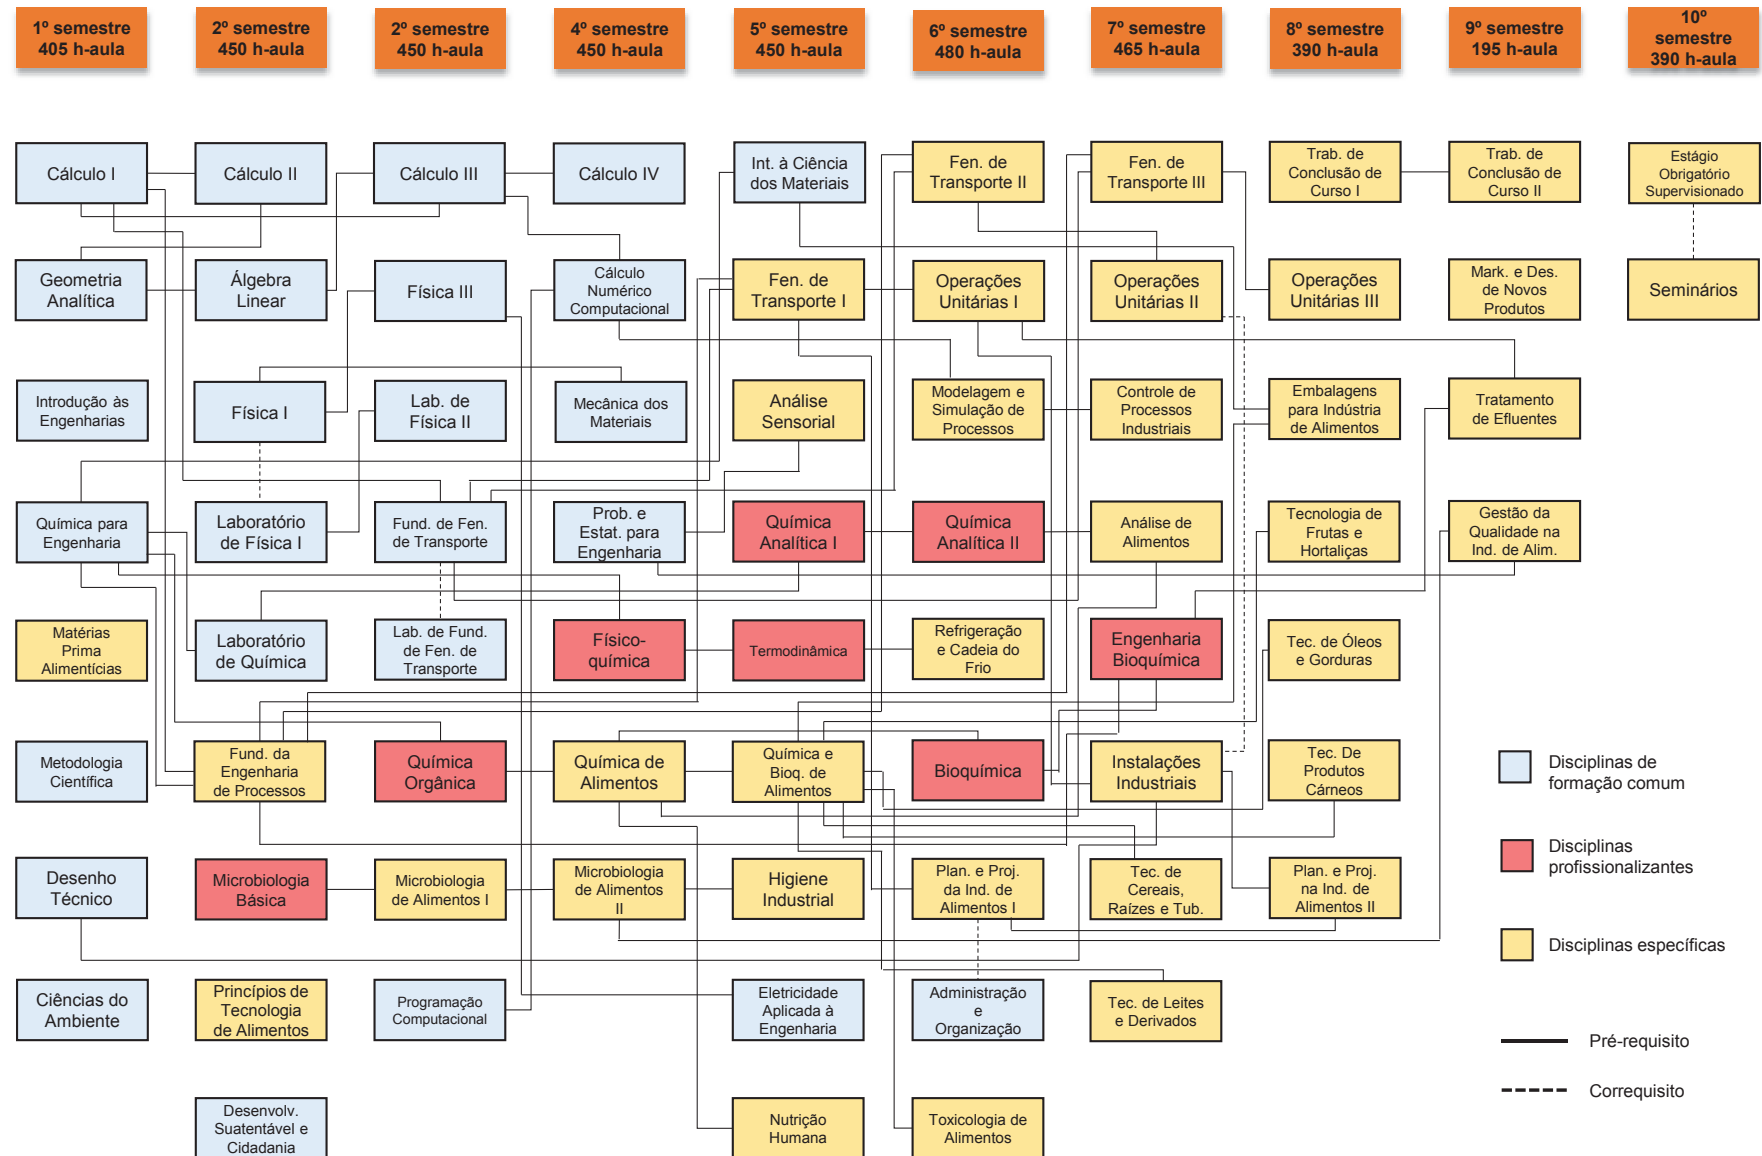 1º semestre
405 h-aula
2º semestre
450 h-aula
2º semestre
450 h-aula
4º semestre
450 h-aula
5º semestre
450 h-aula
6º semestre
480 h-aula
7º semestre
465 h-aula
8º semestre
390 h-aula
9º semestre
195 h-aula
10º
semestre
390 h-aula
Cálculo I
Cálculo II
Cálculo III
Cálculo IV
Int. à Ciência
dos Materiais
Fen. de
Transporte II
Fen. de
Transporte III
Trab. de
Conclusão de
Curso I
Trab. de
Conclusão de
Curso II
Estágio
Obrigatório
Supervisionado
Geometria
Analítica
Álgebra
Linear
Física III
Cálculo
Numérico
Computacional
Fen. de
Transporte I
Operações
Unitárias I
Operações
Unitárias II
Operações
Unitárias III
Mark. e Des.
de Novos
Produtos
Seminários
Introdução às
Engenharias
Física I
Lab. de
Física II
Mecânica dos
Materiais
Análise
Sensorial
Modelagem e
Simulação de
Processos
Controle de
Processos
Industriais
Embalagens
para Indústria
de Alimentos
Tratamento
de Efluentes
Química para
Engenharia
Laboratório
de Física I
Fund. de Fen.
de Transporte
Prob. e
Estat. para
Engenharia
Química
Analítica I
Química
Analítica II
Análise de
Alimentos
Tecnologia de
Frutas e
Hortaliças
Gestão da
Qualidade na
Ind. de Alim.
Matérias
Prima
Alimentícias
Laboratório
de Química
Lab. de Fund.
de Fen. de
Transporte
Físico-
química
Termodinâmica
Refrigeração
e Cadeia do
Frio
Engenharia
Bioquímica
Tec. de Óleos
e Gorduras
Metodologia
Científica
Fund. da
Engenharia
de Processos
Química
Orgânica
Química de
Alimentos
Química e
Bioq. de
Alimentos
Bioquímica
Instalações
Industriais
Tec. De
Produtos
Cárneos
Disciplinas de
formação comum
Disciplinas
profissionalizantes
Desenho
Técnico
Microbiologia
Básica
Microbiologia
de Alimentos I
Microbiologia
de Alimentos
II
Higiene
Industrial
Plan. e Proj.
da Ind. de
Alimentos I
Tec. de
Cereais,
Raízes e Tub.
Plan. e Proj.
na Ind. de
Alimentos II
Disciplinas específicas
Ciências do
Ambiente
Princípios de
Tecnologia
de Alimentos
Programação
Computacional
Eletricidade
Aplicada à
Engenharia
Administração
e
Organização
Tec. de Leites
e Derivados
Pré-requisito
Correquisito
Desenvolv.
Suatentável e
Cidadania
Nutrição
Humana
Toxicologia de
Alimentos